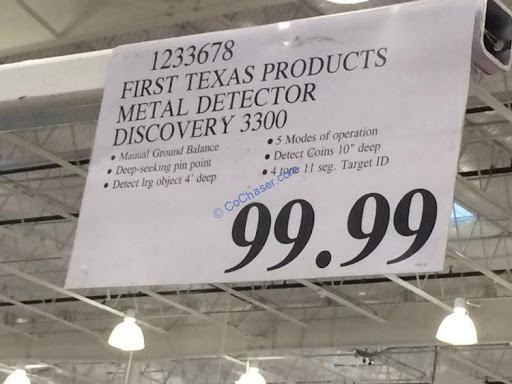 1233678
FIRST TEXAS PRODUCTS
METAL DETECTOR
DISCOVERY 3300
• Manual Ground Balance
• Deep-seeking pin point
• Detect lrg object 4' deep
• 5 Modes of operation
• Detect Coins 10" deep
• 4 tone 11 seg. Target ID
© CoChaser.com
99.99